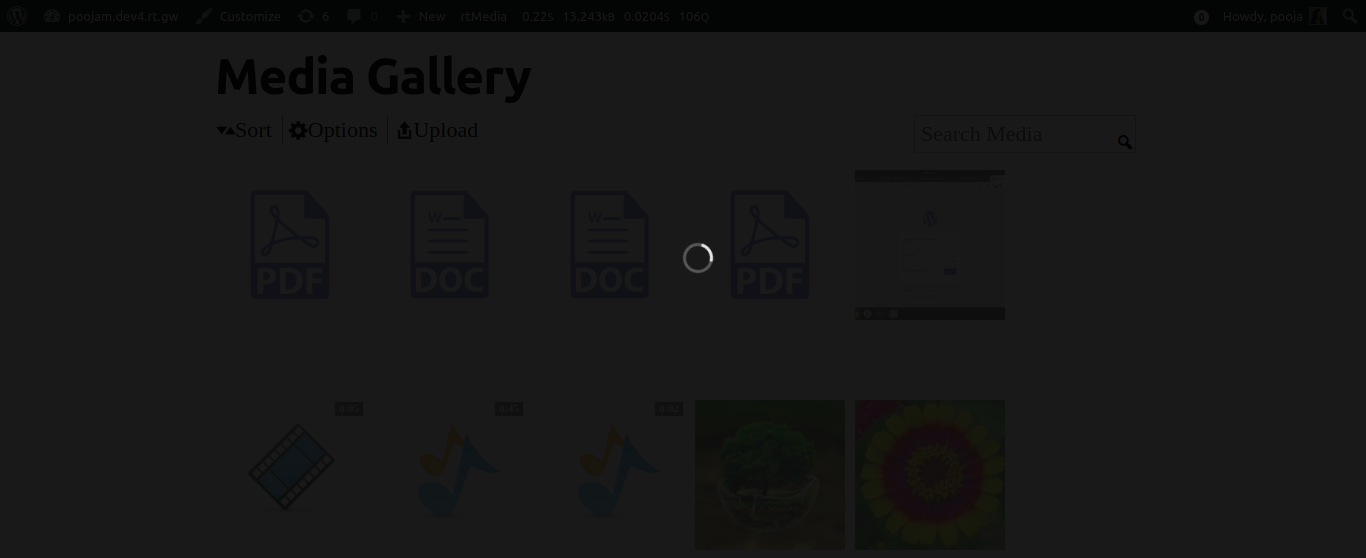 poojam.dev4.rt.gw Customize 6 0 New rtMedia 0.22s 13,243kB 0.0204s 106Q 0 Howdy, pooja
Media Gallery
Sort Options Upload Search Media
PDF W DOC W DOC PDF